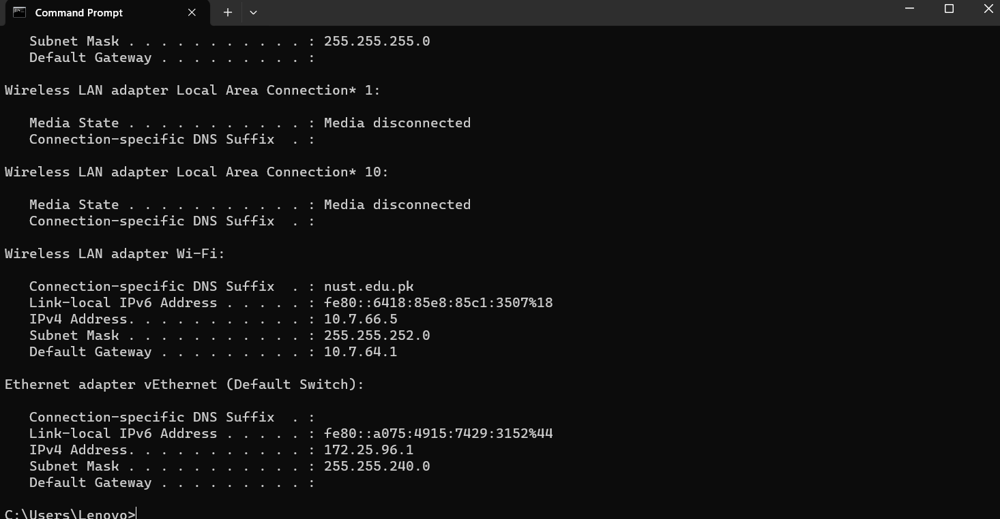 Command Prompt
   Subnet Mask . . . . . . . . . . . : 255.255.255.0
   Default Gateway . . . . . . . . . :
Wireless LAN adapter Local Area Connection* 1:
   Media State . . . . . . . . . . . : Media disconnected
   Connection-specific DNS Suffix  . :
Wireless LAN adapter Local Area Connection* 10:
   Media State . . . . . . . . . . . : Media disconnected
   Connection-specific DNS Suffix  . :
Wireless LAN adapter Wi-Fi:
   Connection-specific DNS Suffix  . : nust.edu.pk
   Link-local IPv6 Address . . . . . : fe80::6418:85e8:85c1:3507%18
   IPv4 Address. . . . . . . . . . . : 10.7.66.5
   Subnet Mask . . . . . . . . . . . : 255.255.252.0
   Default Gateway . . . . . . . . . : 10.7.64.1
Ethernet adapter vEthernet (Default Switch):
   Connection-specific DNS Suffix  . :
   Link-local IPv6 Address . . . . . : fe80::a075:4915:7429:3152%44
   IPv4 Address. . . . . . . . . . . : 172.25.96.1
   Subnet Mask . . . . . . . . . . . : 255.255.240.0
   Default Gateway . . . . . . . . . :
C:\Users\Lenovo>